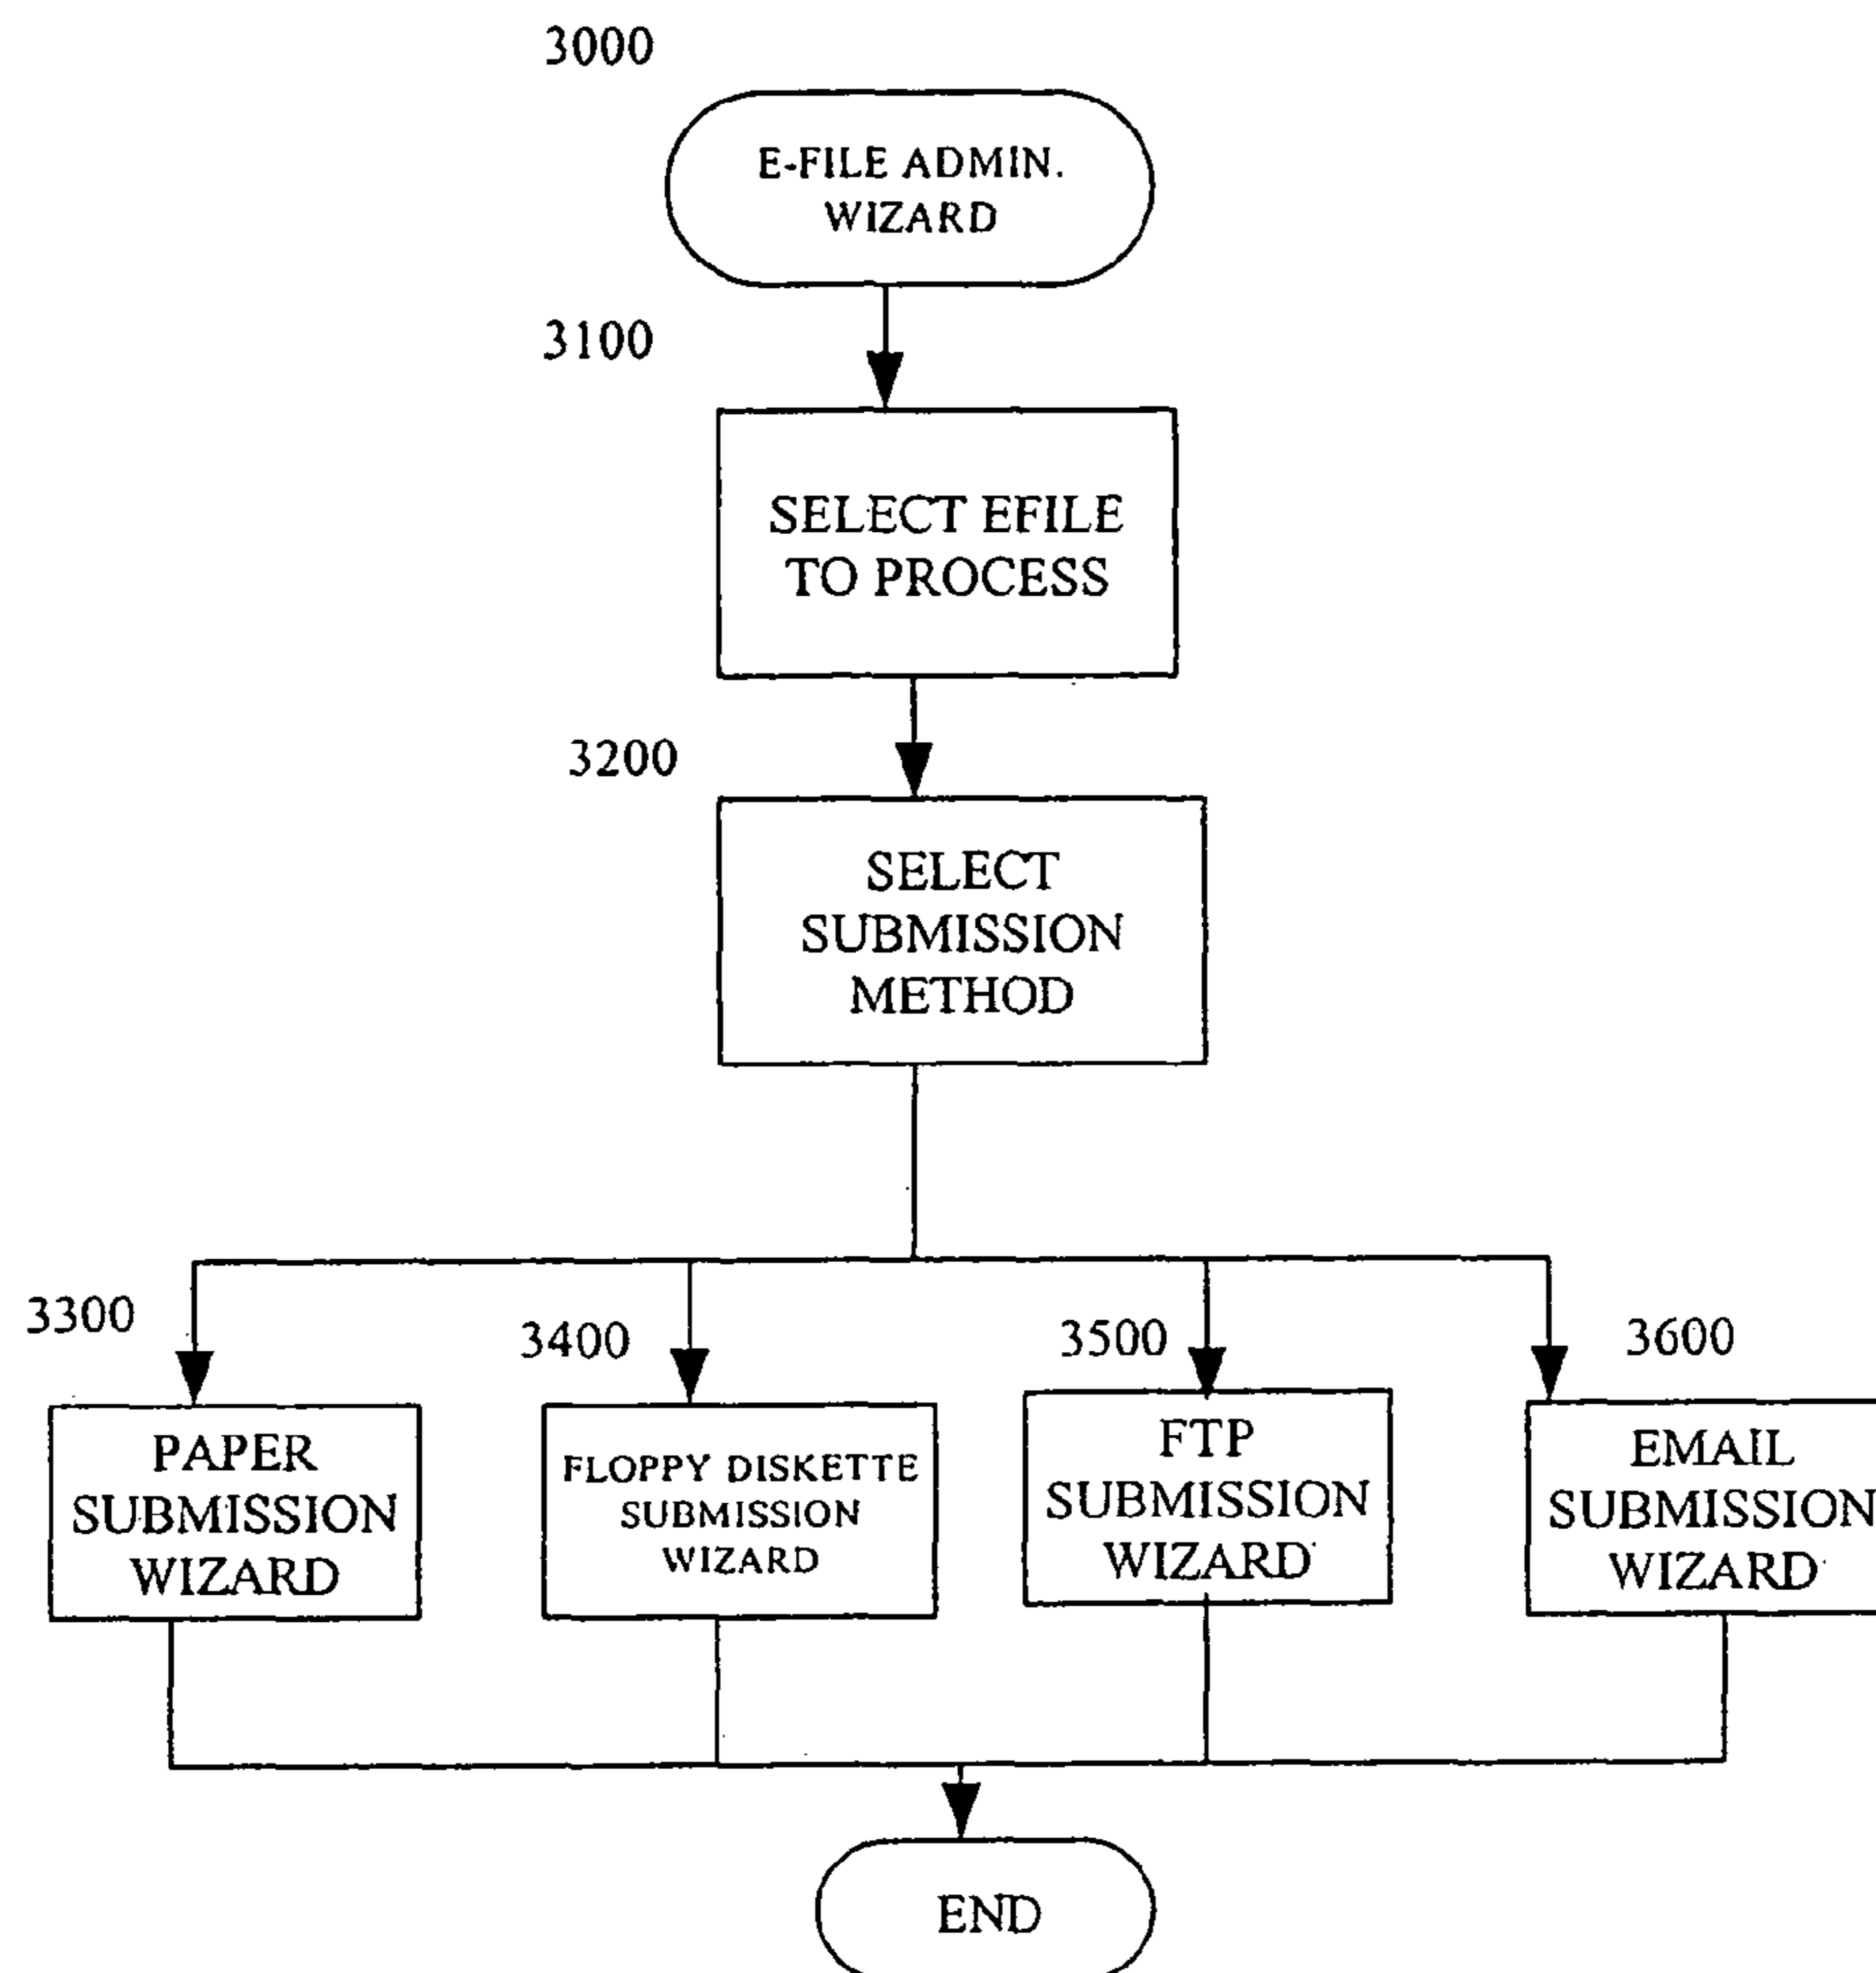 3000
E-FILE ADMIN.
WIZARD
3100
SELECT EFILE
TO PROCESS
3200
SELECT
SUBMISSION
METHOD
3300
3400
3500
3600
PAPER
SUBMISSION
WIZARD
FLOPPY DISKETTE
SUBMISSION
WIZARD
FTP
SUBMISSION
WIZARD
EMAIL
SUBMISSION
WIZARD
END